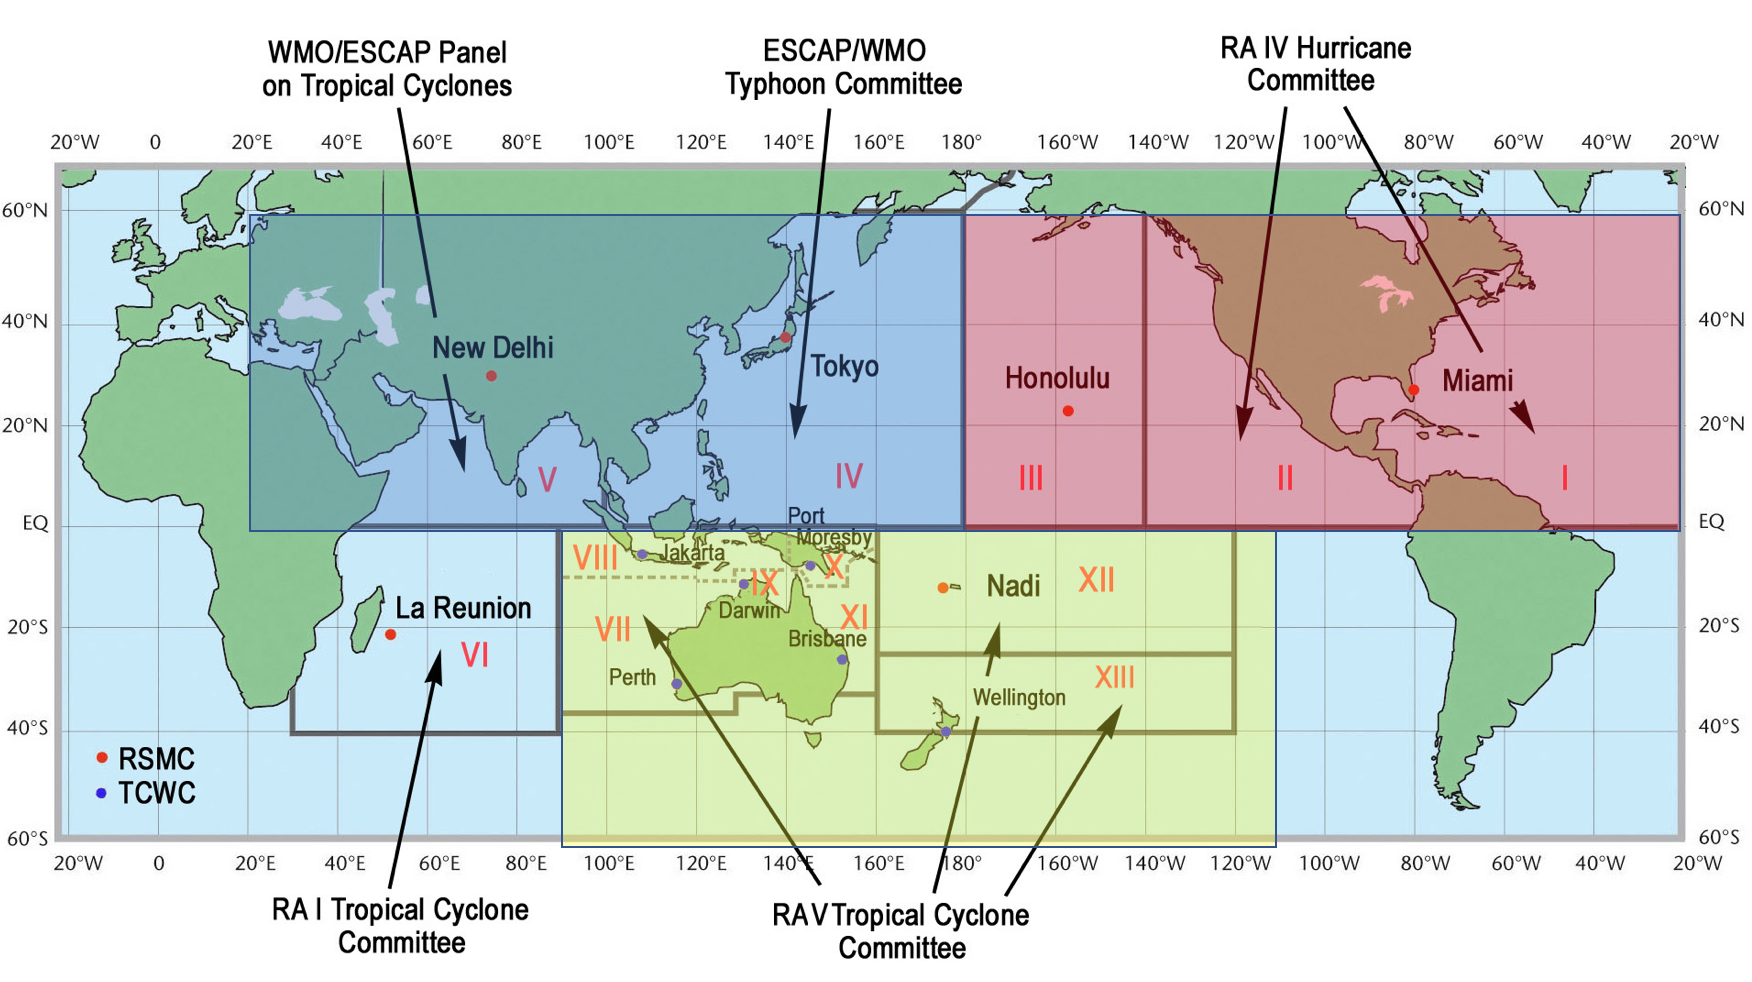 WMO/ESCAP Panel
on Tropical Cyclones
ESCAP/WMO
Typhoon Committee
RA IV Hurricane
Committee
20°W 0 20°E 40°E 60°E 80°E 100°E 120°E 140°E 160°E 180° 160°W 140°W 120°W 100°W 80°W 60°W 40°W 20°W
60°N 60°N
40°N 40°N
New Delhi
Tokyo
Honolulu
Miami
20°N 20°N
V IV III II I
EQ EQ
Port
Moresby
Jakarta
VIII
IX
X
XII
Nadi
La Reunion
Darwin
XI
VII
20°S 20°S
Brisbane
VI
Perth
XIII
Wellington
40°S 40°S
RSMC
TCWC
60°S 60°S
20°W 0 20°E 40°E 60°E 80°E 100°E 120°E 140°E 160°E 180° 160°W 140°W 120°W 100°W 80°W 60°W 40°W 20°W
RA I Tropical Cyclone
Committee
RA V Tropical Cyclone
Committee